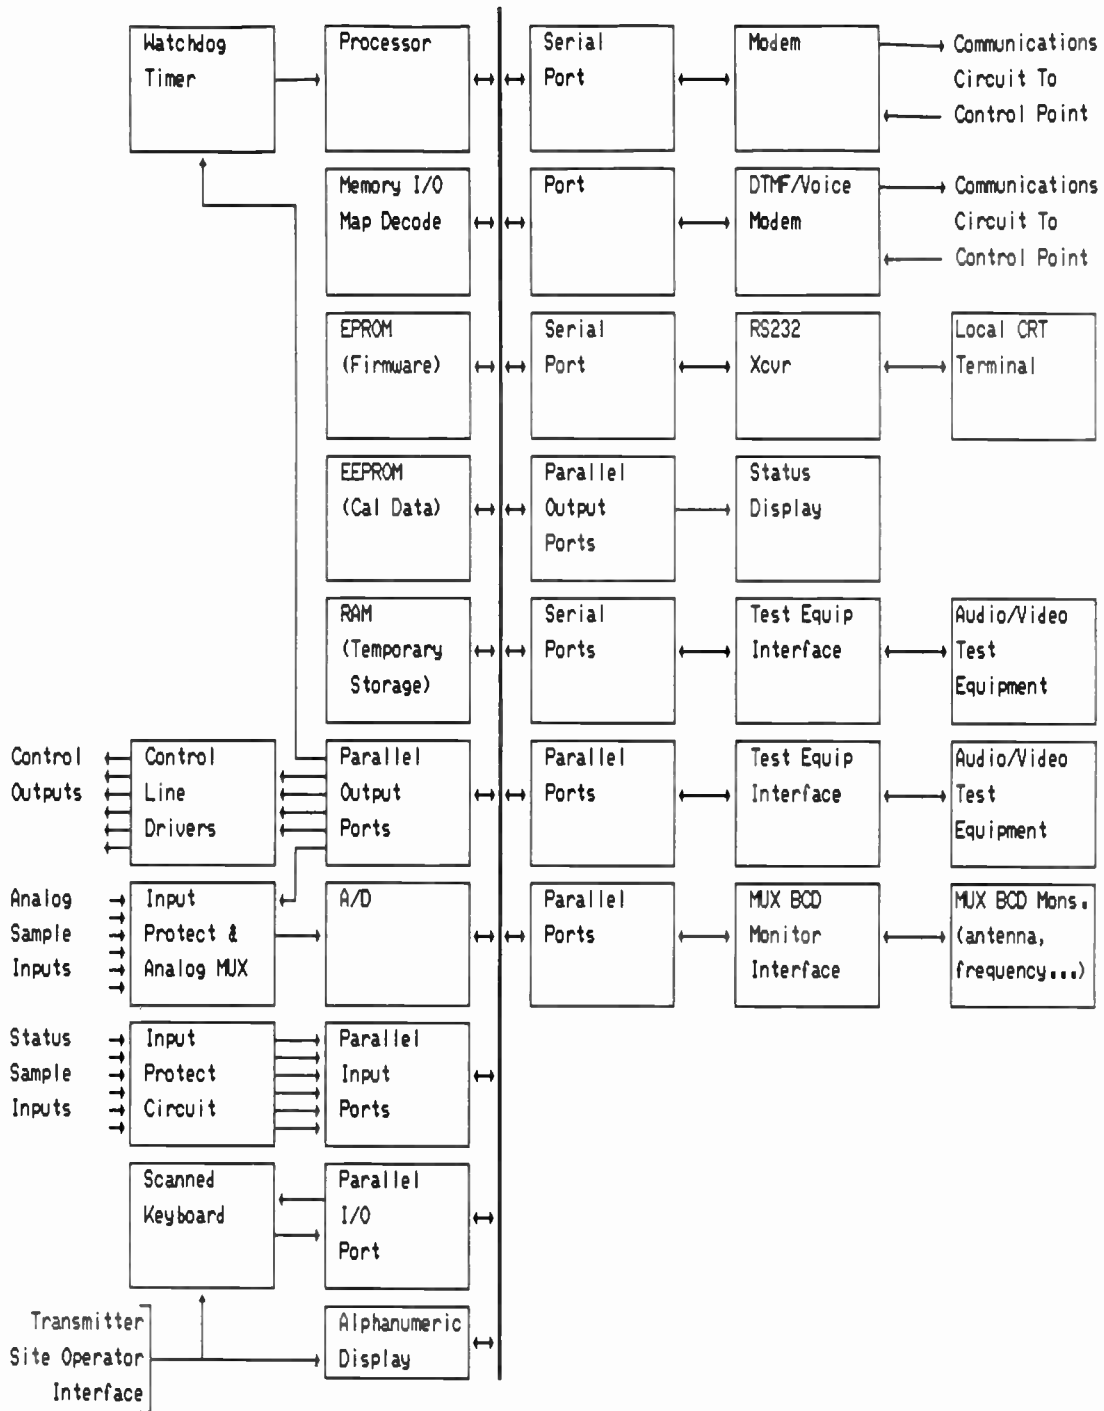 Watchdog
Timer
Processor
Serial
Port
Modem
Communications
Circuit To
Control Point
Memory I/O
Map Decode
Port
DTMF/Voice
Modem
Communications
Circuit To
Control Point
EPROM
(Firmware)
Serial
Port
RS232
Xcvr
Local CRT
Terminal
EEPROM
(Cal Data)
Parallel
Output
Ports
Status
Display
RAM
(Temporary
Storage)
Serial
Ports
Test Equip
Interface
Audio/Video
Test
Equipment
Control
Outputs
Control
Line
Drivers
Parallel
Output
Ports
Parallel
Ports
Test Equip
Interface
Audio/Video
Test
Equipment
Analog
Sample
Inputs
Input
Protect &
Analog MUX
A/D
Parallel
Ports
MUX BCD
Monitor
Interface
MUX BCD Mons.
(antenna,
frequency...)
Status
Sample
Inputs
Input
Protect
Circuit
Parallel
Input
Ports
Scanned
Keyboard
Parallel
I/O
Port
Transmitter
Site Operator
Interface
Alphanumeric
Display